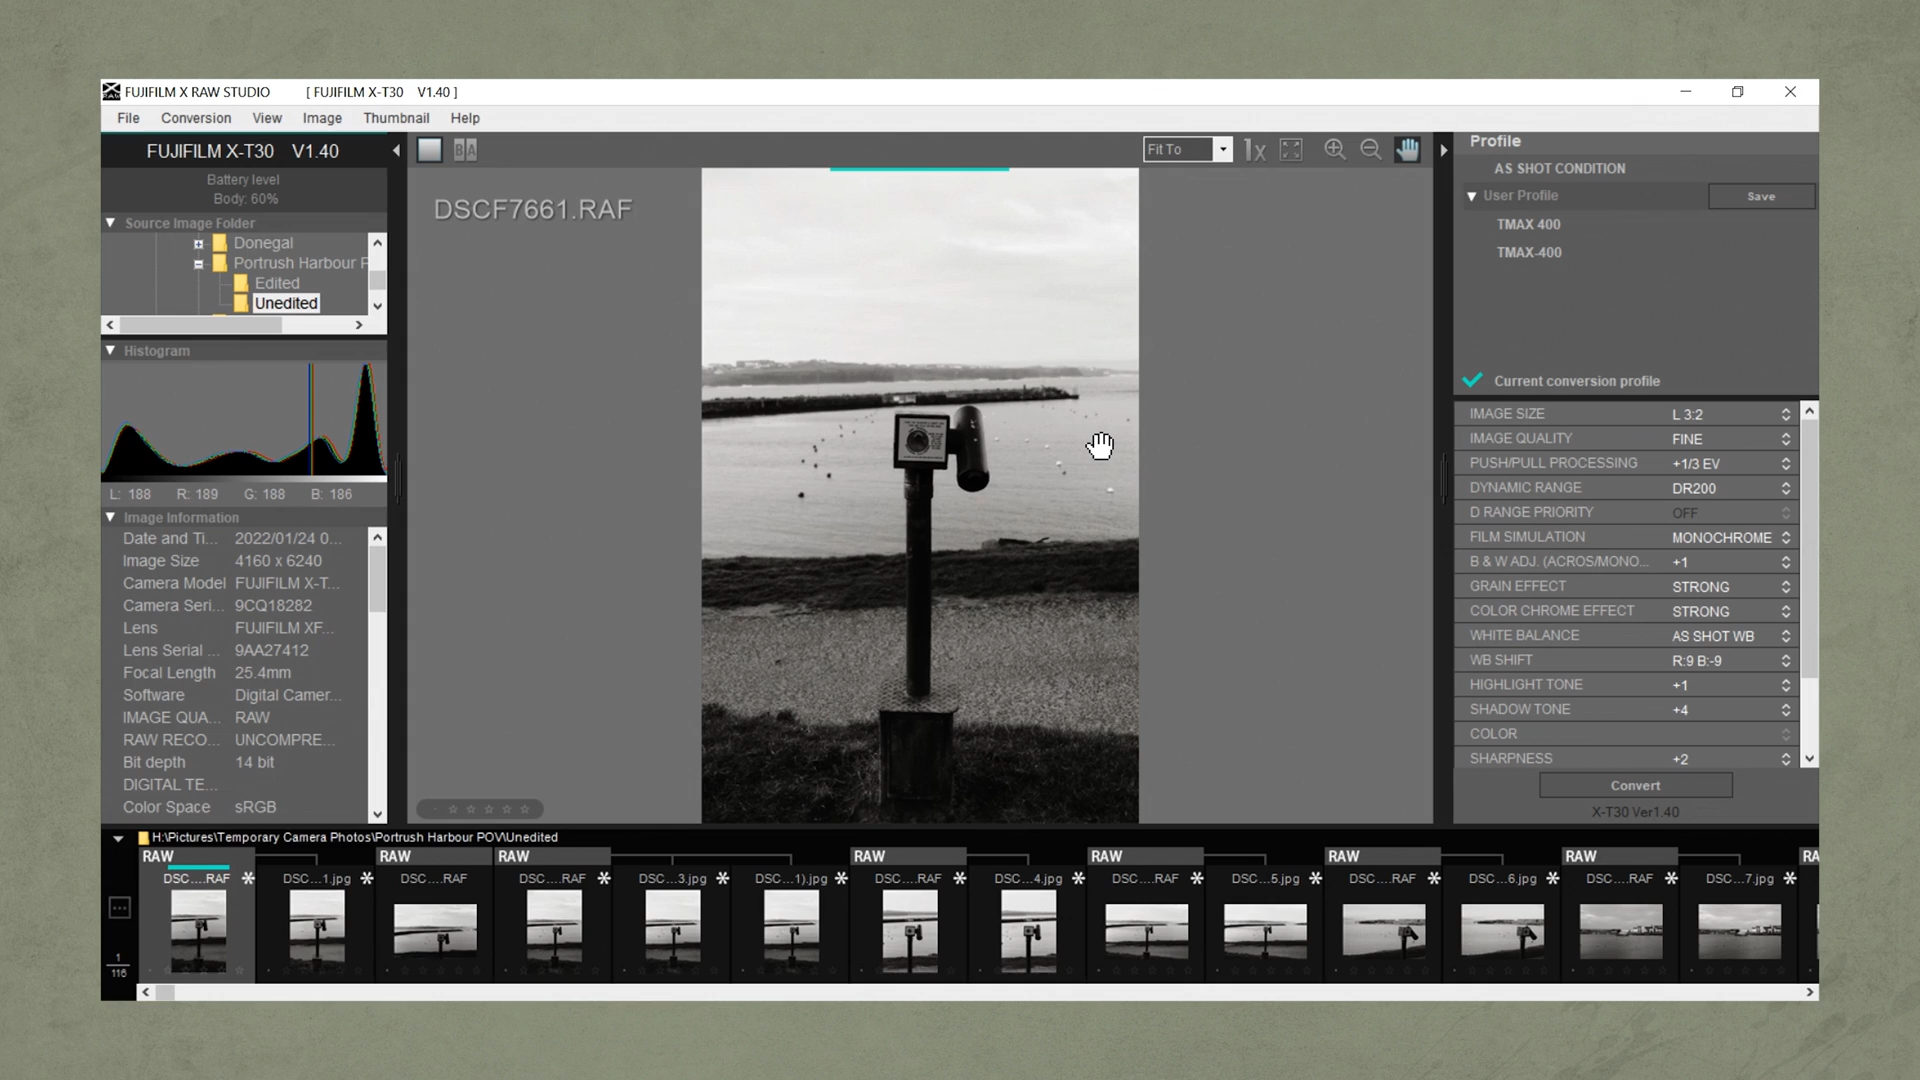 FUJIFILM X RAW STUDIO [ FUJIFILM X-T30 V1.40 ]
File Conversion View Image Thumbnail Help
FUJIFILM X-T30 V1.40
Battery level
Body: 60%
Source Image Folder
Donegal
Portrush Harbour P
Edited
Unedited
Histogram
L: 188 R: 189 G: 188 B: 186
Image Information
Date and Ti... 2022/01/24 0...
Image Size 4160 x 6240
Camera Model FUJIFILM X-T...
Camera Seri... 9CQ18282
Lens FUJIFILM XF...
Lens Serial ... 9AA27412
Focal Length 25.4mm
Software Digital Camer...
IMAGE QUA... RAW
RAW RECO... UNCOMPRE...
Bit depth 14 bit
DIGITAL TE...
Color Space sRGB
B A
Fit To
1x
DSCF7661.RAF
Profile
AS SHOT CONDITION
User Profile Save
TMAX 400
TMAX-400
Current conversion profile
IMAGE SIZE L 3:2
IMAGE QUALITY FINE
PUSH/PULL PROCESSING +1/3 EV
DYNAMIC RANGE DR200
D RANGE PRIORITY OFF
FILM SIMULATION MONOCHROME
B & W ADJ. (ACROS/MONO... +1
GRAIN EFFECT STRONG
COLOR CHROME EFFECT STRONG
WHITE BALANCE AS SHOT WB
WB SHIFT R:9 B:-9
HIGHLIGHT TONE +1
SHADOW TONE +4
COLOR
SHARPNESS +2
Convert
X-T30 Ver1.40
H:\Pictures\Temporary Camera Photos\Portrush Harbour POV\Unedited
RAW RAW RAW RAW RAW RAW RAW RA
DSC....RAF DSC...1.jpg DSC....RAF DSC....RAF DSC...3.jpg DSC...1).jpg DSC....RAF DSC...4.jpg DSC....RAF DSC...5.jpg DSC....RAF DSC...6.jpg DSC....RAF DSC...7.jpg
1
116